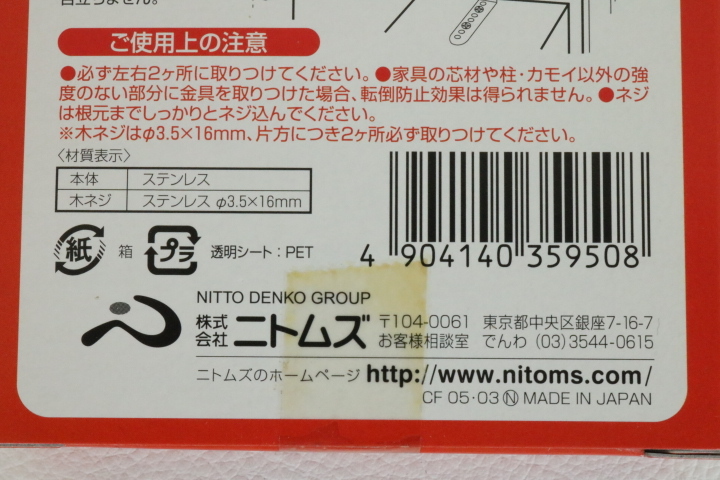 目立ちません。
ご使用上の注意
●必ず左右2ヶ所に取りつけてください。●家具の芯材や柱・カモイ以外の強
度のない部分に金具を取りつけた場合、転倒防止効果は得られません。●ネジ
は根元までしっかりとネジ込んでください。
※木ネジはφ3.5×16mm、片方につき2ヶ所必ず取りつけてください。
〈材質表示〉
本体 ステンレス
木ネジ ステンレス φ3.5×16mm
紙 箱 プラ 透明シート：PET
4 904140 359508
NITTO DENKO GROUP
株式会社 ニトムズ
〒104-0061 東京都中央区銀座7-16-7
お客様相談室 でんわ (03)3544-0615
ニトムズのホームページ http://www.nitoms.com/
CF 05・03 Ⓝ MADE IN JAPAN